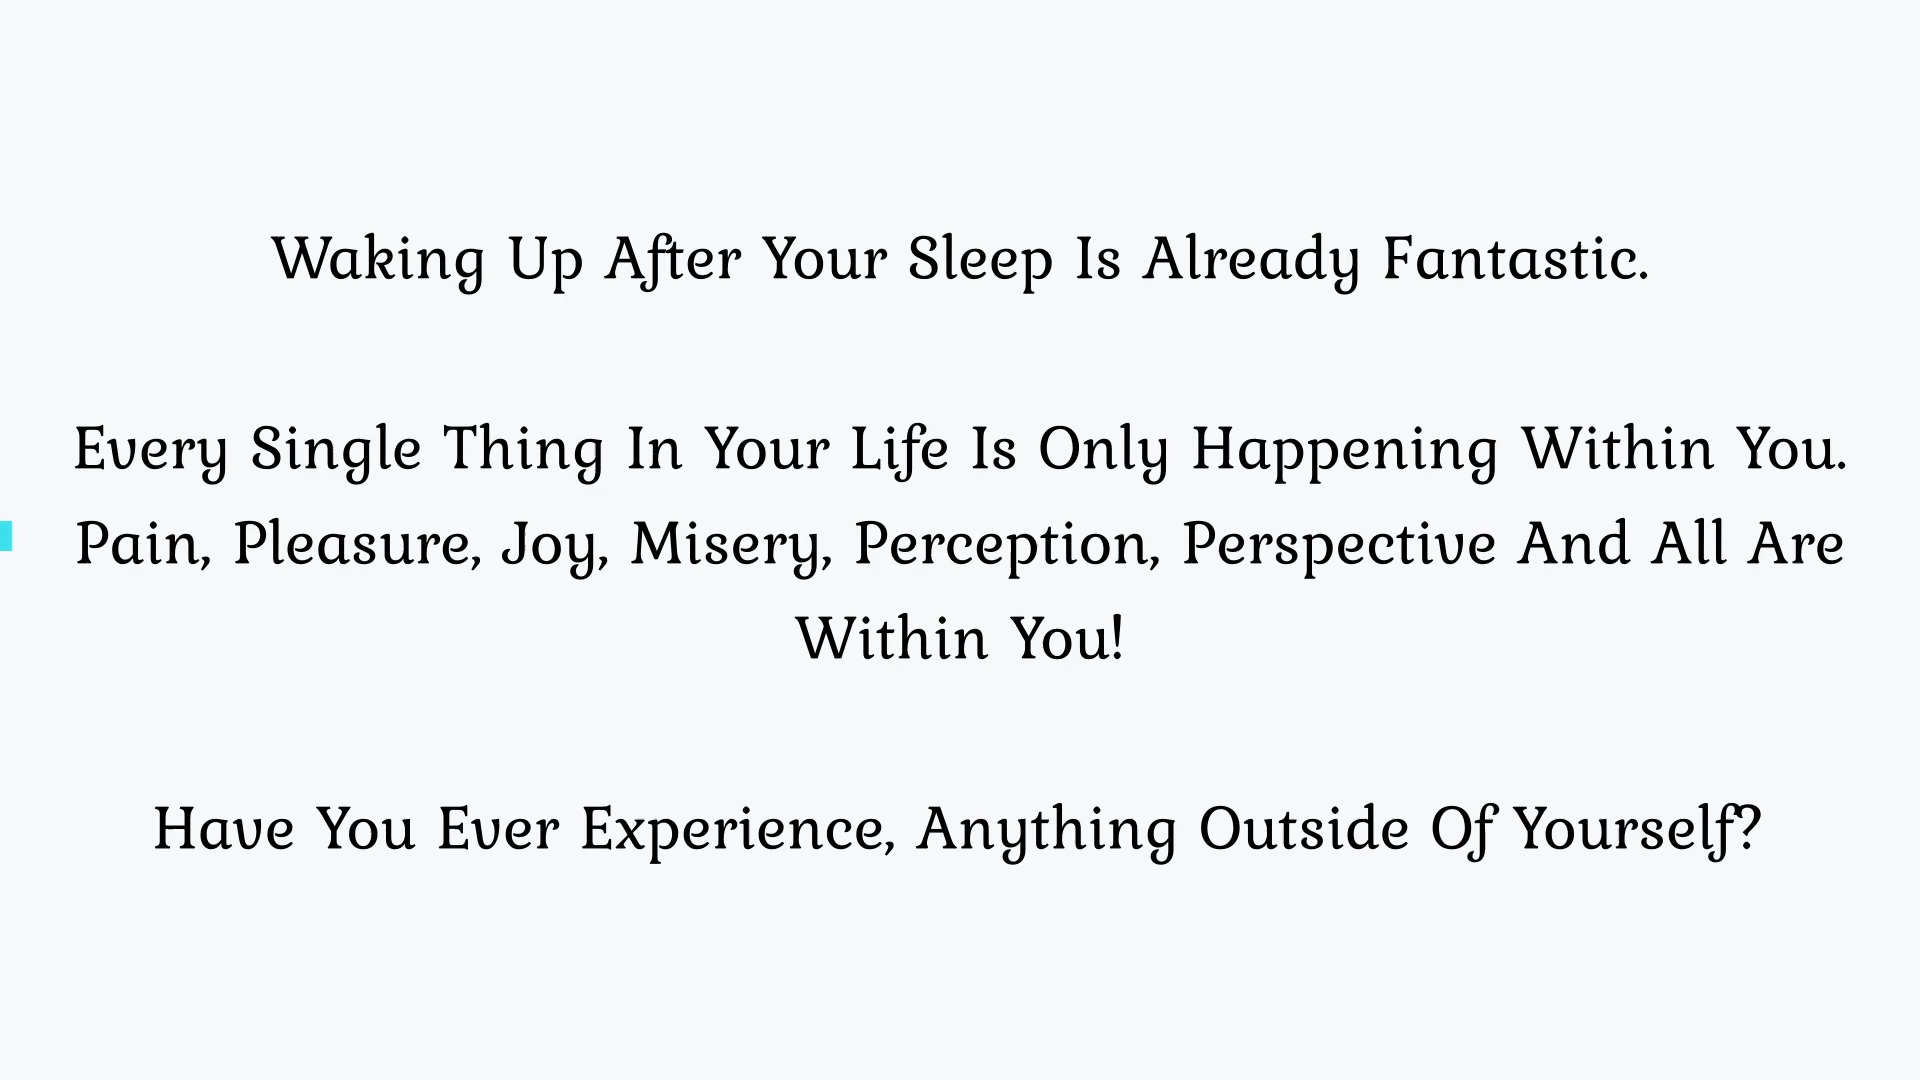 Waking Up After Your Sleep Is Already Fantastic.
Every Single Thing In Your Life Is Only Happening Within You.
Pain, Pleasure, Joy, Misery, Perception, Perspective And All Are
Within You!
Have You Ever Experience, Anything Outside Of Yourself?